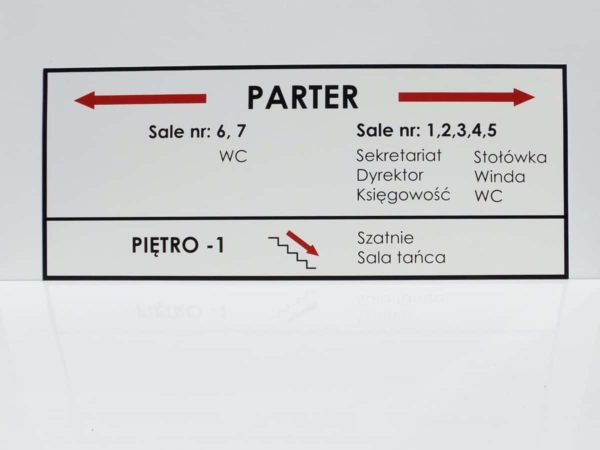 PARTER
Sale nr: 6, 7
WC
Sale nr: 1,2,3,4,5
Sekretariat Stołówka
Dyrektor Winda
Księgowość WC
PIĘTRO -1
Szatnie
Sala tańca